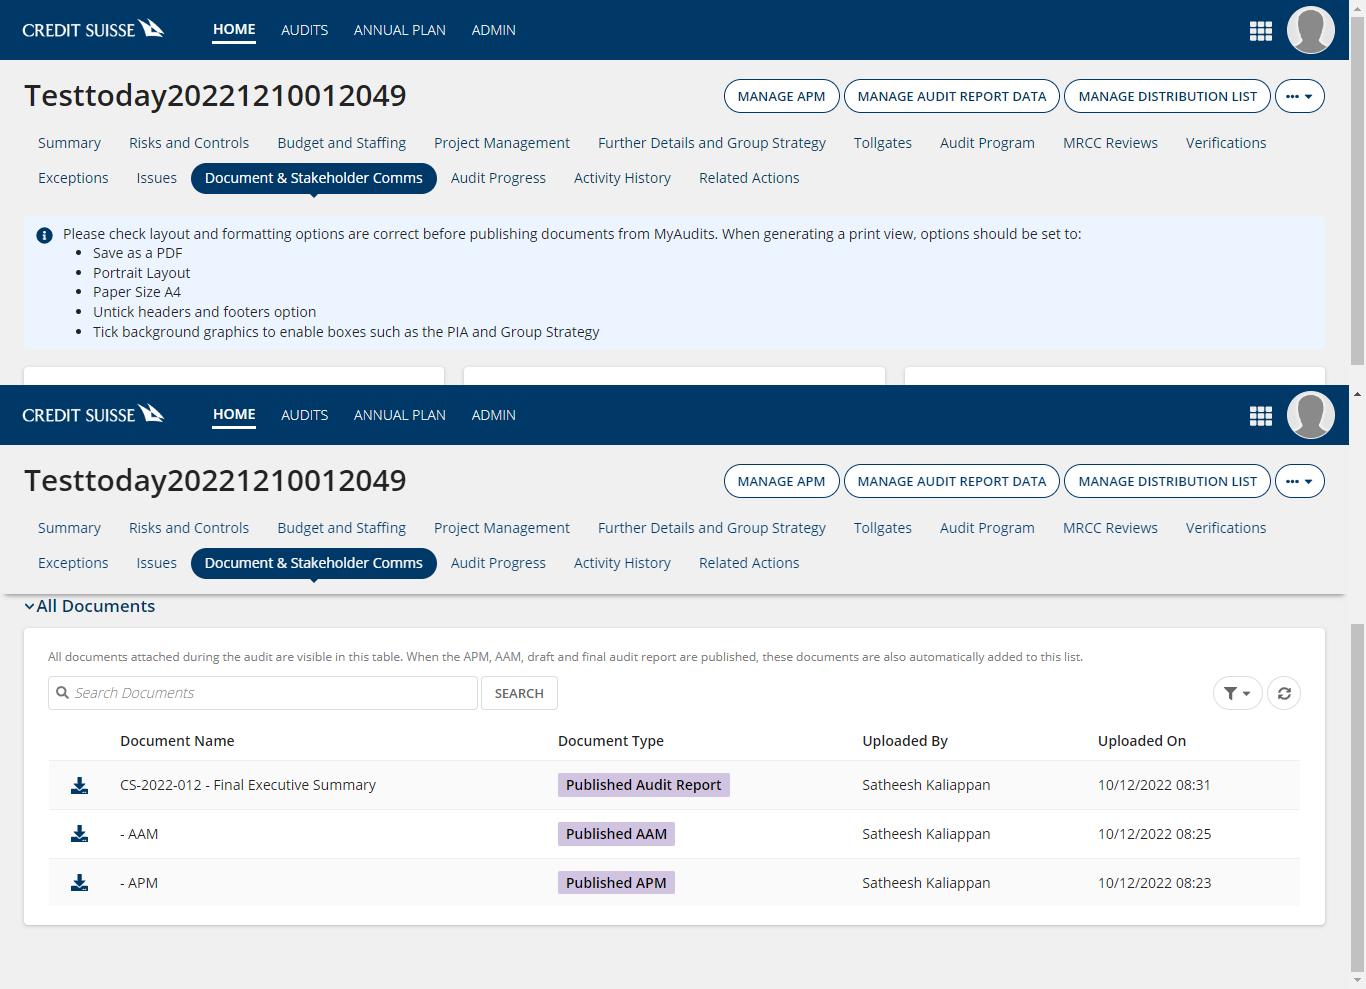 CREDIT SUISSE HOME AUDITS ANNUAL PLAN ADMIN
Testtoday20221210012049 MANAGE APM MANAGE AUDIT REPORT DATA MANAGE DISTRIBUTION LIST
Summary Risks and Controls Budget and Staffing Project Management Further Details and Group Strategy Tollgates Audit Program MRCC Reviews Verifications
Exceptions Issues Document & Stakeholder Comms Audit Progress Activity History Related Actions
Please check layout and formatting options are correct before publishing documents from MyAudits. When generating a print view, options should be set to:
• Save as a PDF
• Portrait Layout
• Paper Size A4
• Untick headers and footers option
• Tick background graphics to enable boxes such as the PIA and Group Strategy
CREDIT SUISSE HOME AUDITS ANNUAL PLAN ADMIN
Testtoday20221210012049 MANAGE APM MANAGE AUDIT REPORT DATA MANAGE DISTRIBUTION LIST
Summary Risks and Controls Budget and Staffing Project Management Further Details and Group Strategy Tollgates Audit Program MRCC Reviews Verifications
Exceptions Issues Document & Stakeholder Comms Audit Progress Activity History Related Actions
All Documents
All documents attached during the audit are visible in this table. When the APM, AAM, draft and final audit report are published, these documents are also automatically added to this list.
Search Documents SEARCH
Document Name Document Type Uploaded By Uploaded On
CS-2022-012 - Final Executive Summary Published Audit Report Satheesh Kaliappan 10/12/2022 08:31
- AAM Published AAM Satheesh Kaliappan 10/12/2022 08:25
- APM Published APM Satheesh Kaliappan 10/12/2022 08:23